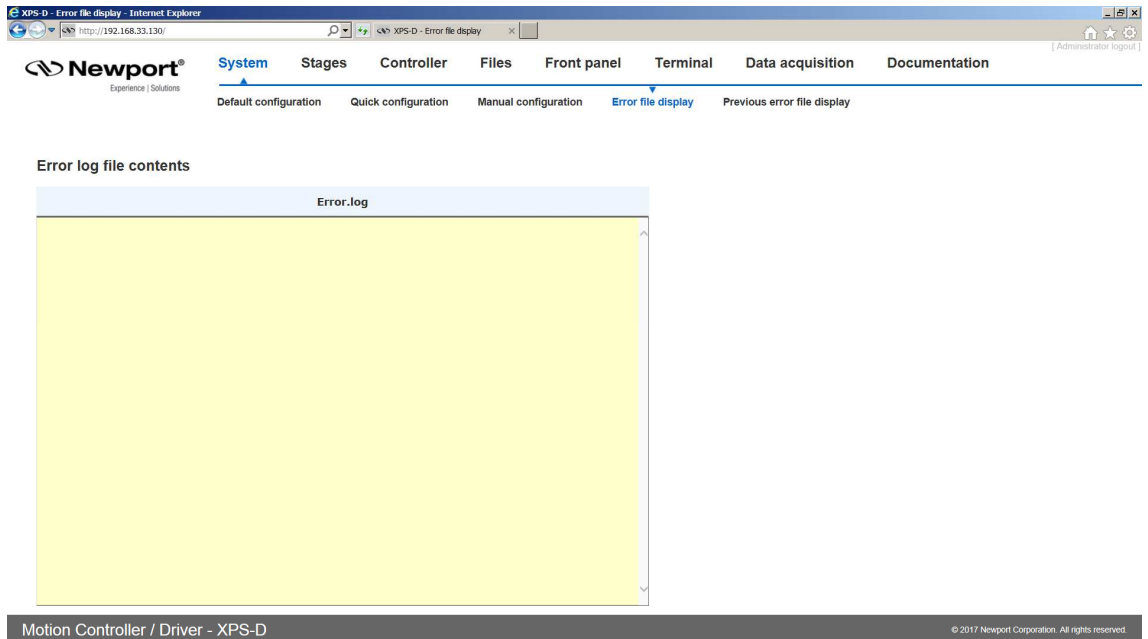 XPS-D - Error file display - Internet Explorer
http://192.168.33.130/
XPS-D - Error file display
[ Administrator logout ]
Newport®
Experience | Solutions
System Stages Controller Files Front panel Terminal Data acquisition Documentation
Default configuration Quick configuration Manual configuration Error file display Previous error file display
Error log file contents
Error.log
Motion Controller / Driver - XPS-D
© 2017 Newport Corporation. All rights reserved.